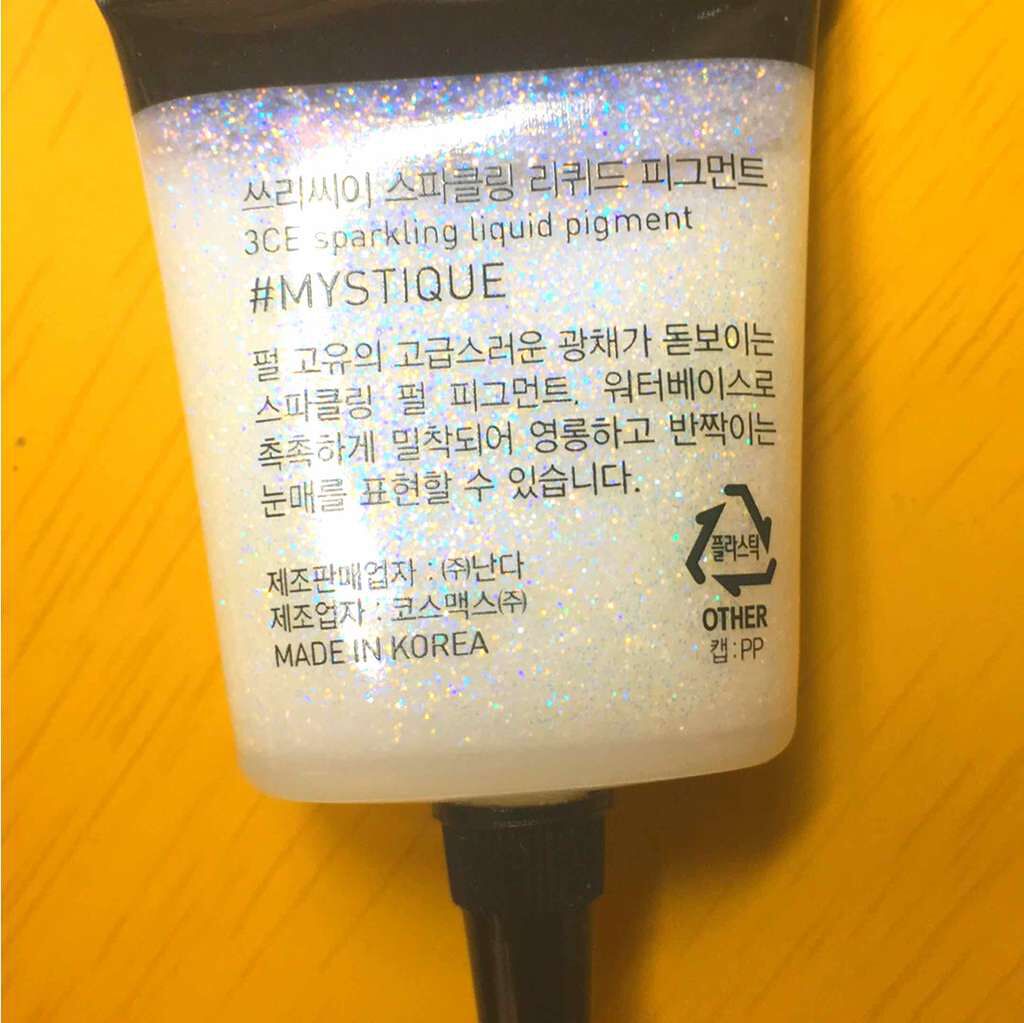 쓰리씨이 스파클링 리퀴드 피그먼트
3CE sparkling liquid pigment
#MYSTIQUE
펄 고유의 고급스러운 광채가 돋보이는
스파클링 펄 피그먼트. 워터베이스로
촉촉하게 밀착되어 영롱하고 반짝이는
눈매를 표현할 수 있습니다.
제조판매업자 : ㈜난다
제조업자 : 코스맥스㈜
MADE IN KOREA
플라스틱
OTHER
캡 : PP